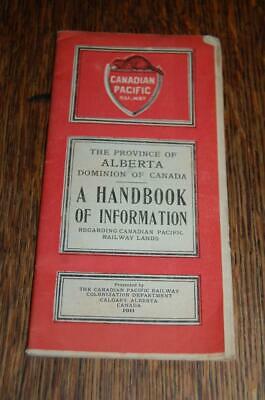 CANADIAN
PACIFIC
RAILWAY
THE PROVINCE OF
ALBERTA
DOMINION OF CANADA
A HANDBOOK
OF INFORMATION
REGARDING CANADIAN PACIFIC
RAILWAY LANDS
Presented by
THE CANADIAN PACIFIC RAILWAY
COLONIZATION DEPARTMENT
CALGARY ALBERTA
CANADA
1911